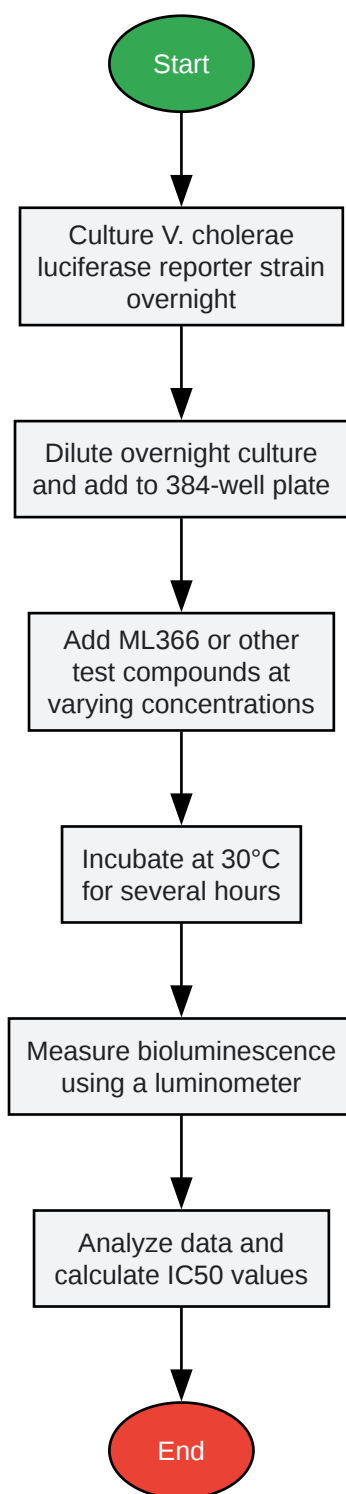 Start
Culture V. cholerae
luciferase reporter strain
overnight
Dilute overnight culture
and add to 384-well plate
Add ML366 or other
test compounds at
varying concentrations
Incubate at 30°C
for several hours
Measure bioluminescence
using a luminometer
Analyze data and
calculate IC50 values
End